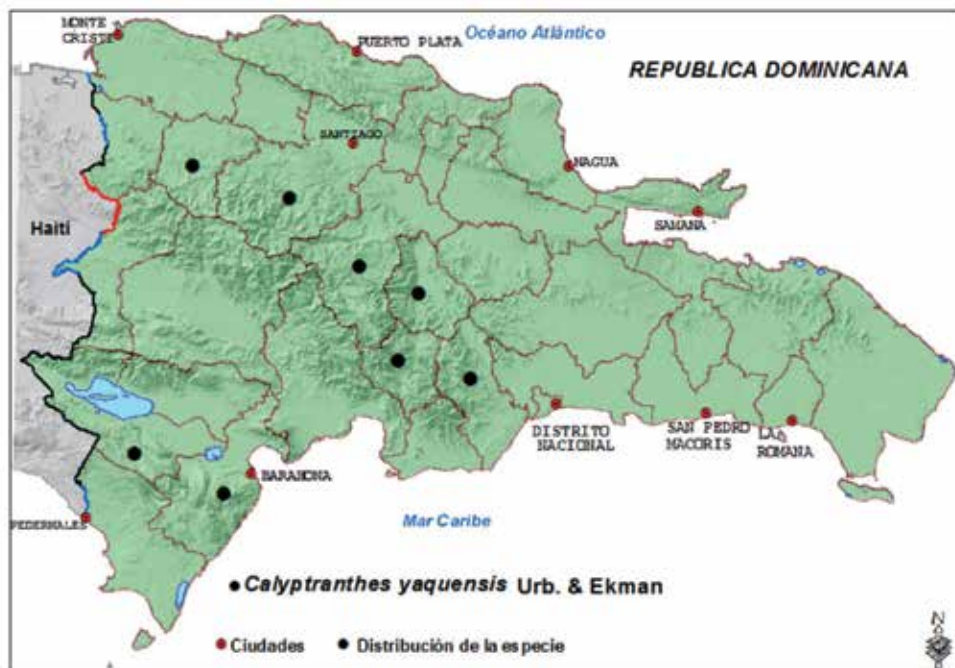 MONTE
CRISTI
PUERTO PLATA
Océano Atlántico
REPUBLICA DOMINICANA
SANTIAGO
NAGUA
SAMANA
Haití
DISTRITO
NACIONAL
SAN PEDRO
MACORIS
LA
ROMANA
BARAHONA
PEDERNALES
Mar Caribe
• Calyptranthes yaquensis Urb. & Ekman
Ciudades
Distribución de la especie